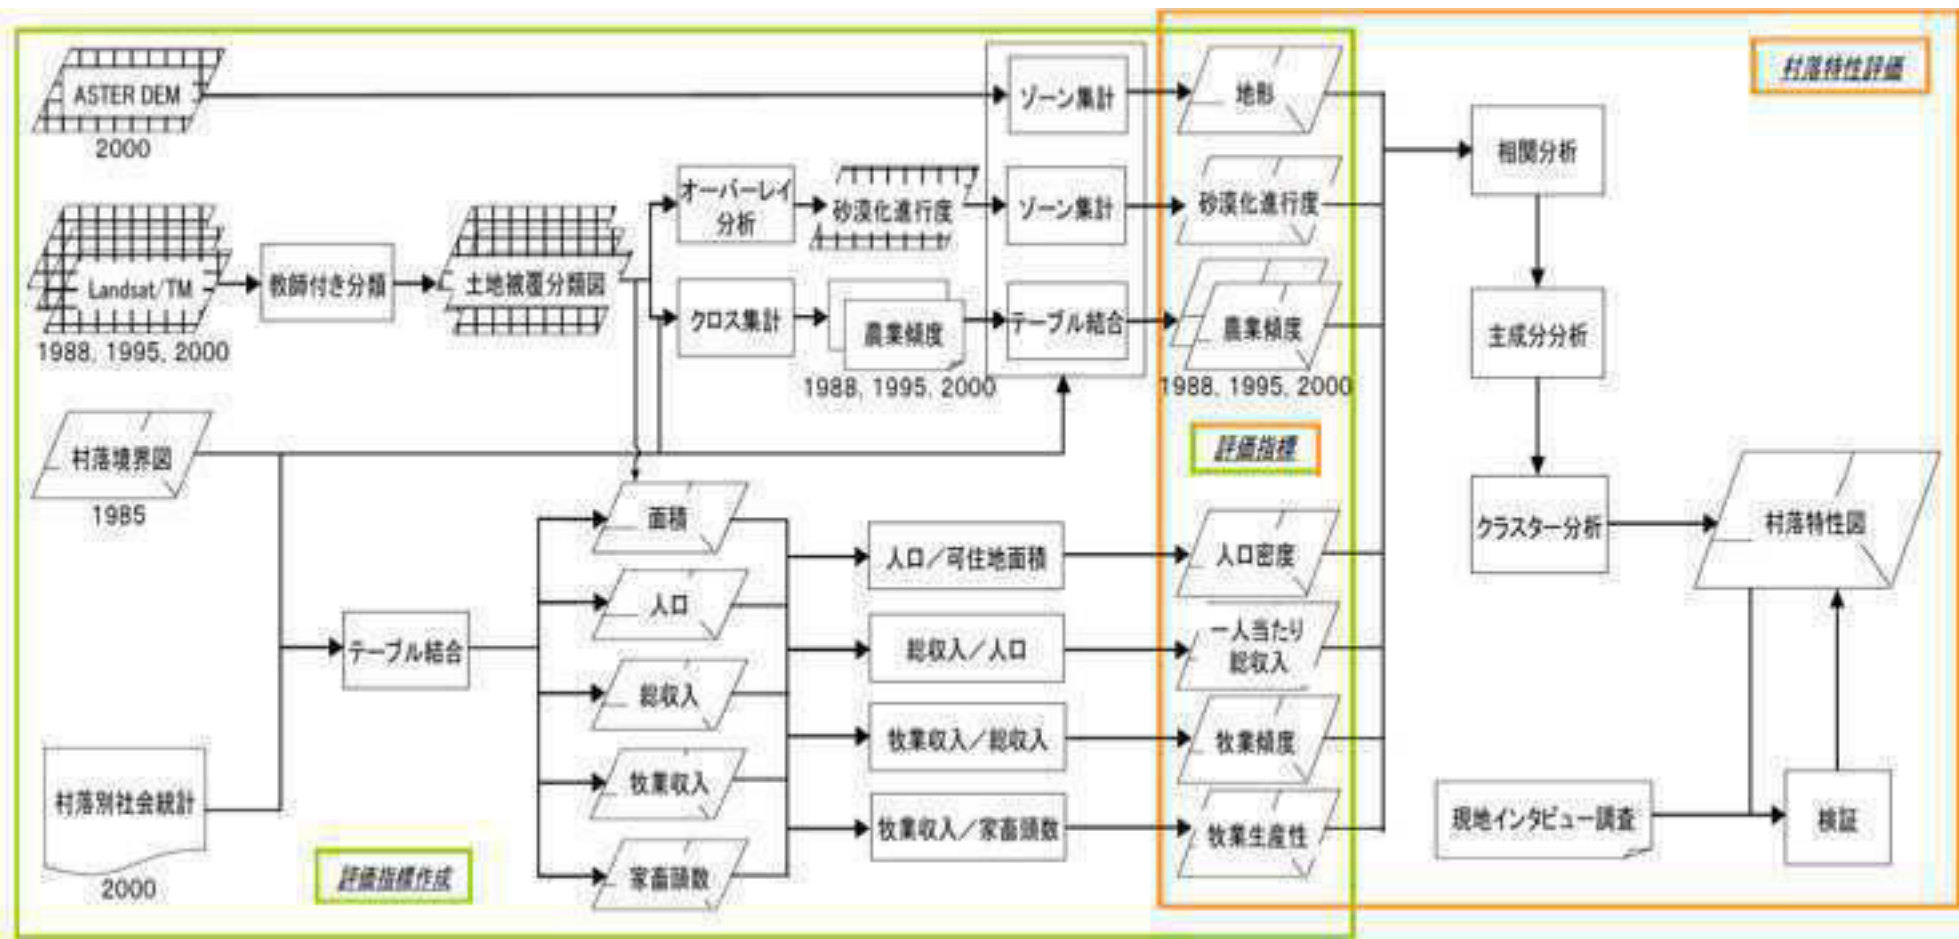 村落特性評価
ASTER DEM
2000
ゾーン集計
地形
相関分析
オーバーレイ
分析
砂漠化進行度
ゾーン集計
砂漠化進行度
Landsat/TM
1988, 1995, 2000
教師付き分類
土地被覆分類図
クロス集計
農業傾度
1988, 1995, 2000
テーブル結合
農業傾度
1988, 1995, 2000
主成分分析
村落境界図
1985
評価指標
面積
人口/可住地面積
人口密度
クラスター分析
村落特性図
人口
テーブル結合
総収入/人口
一人当たり
総収入
総収入
牧業収入/総収入
牧業傾度
牧業収入
村落別社会統計
2000
牧業収入/家畜頭数
牧業生産性
現地インタビュー調査
検証
評価指標作成
家畜頭数